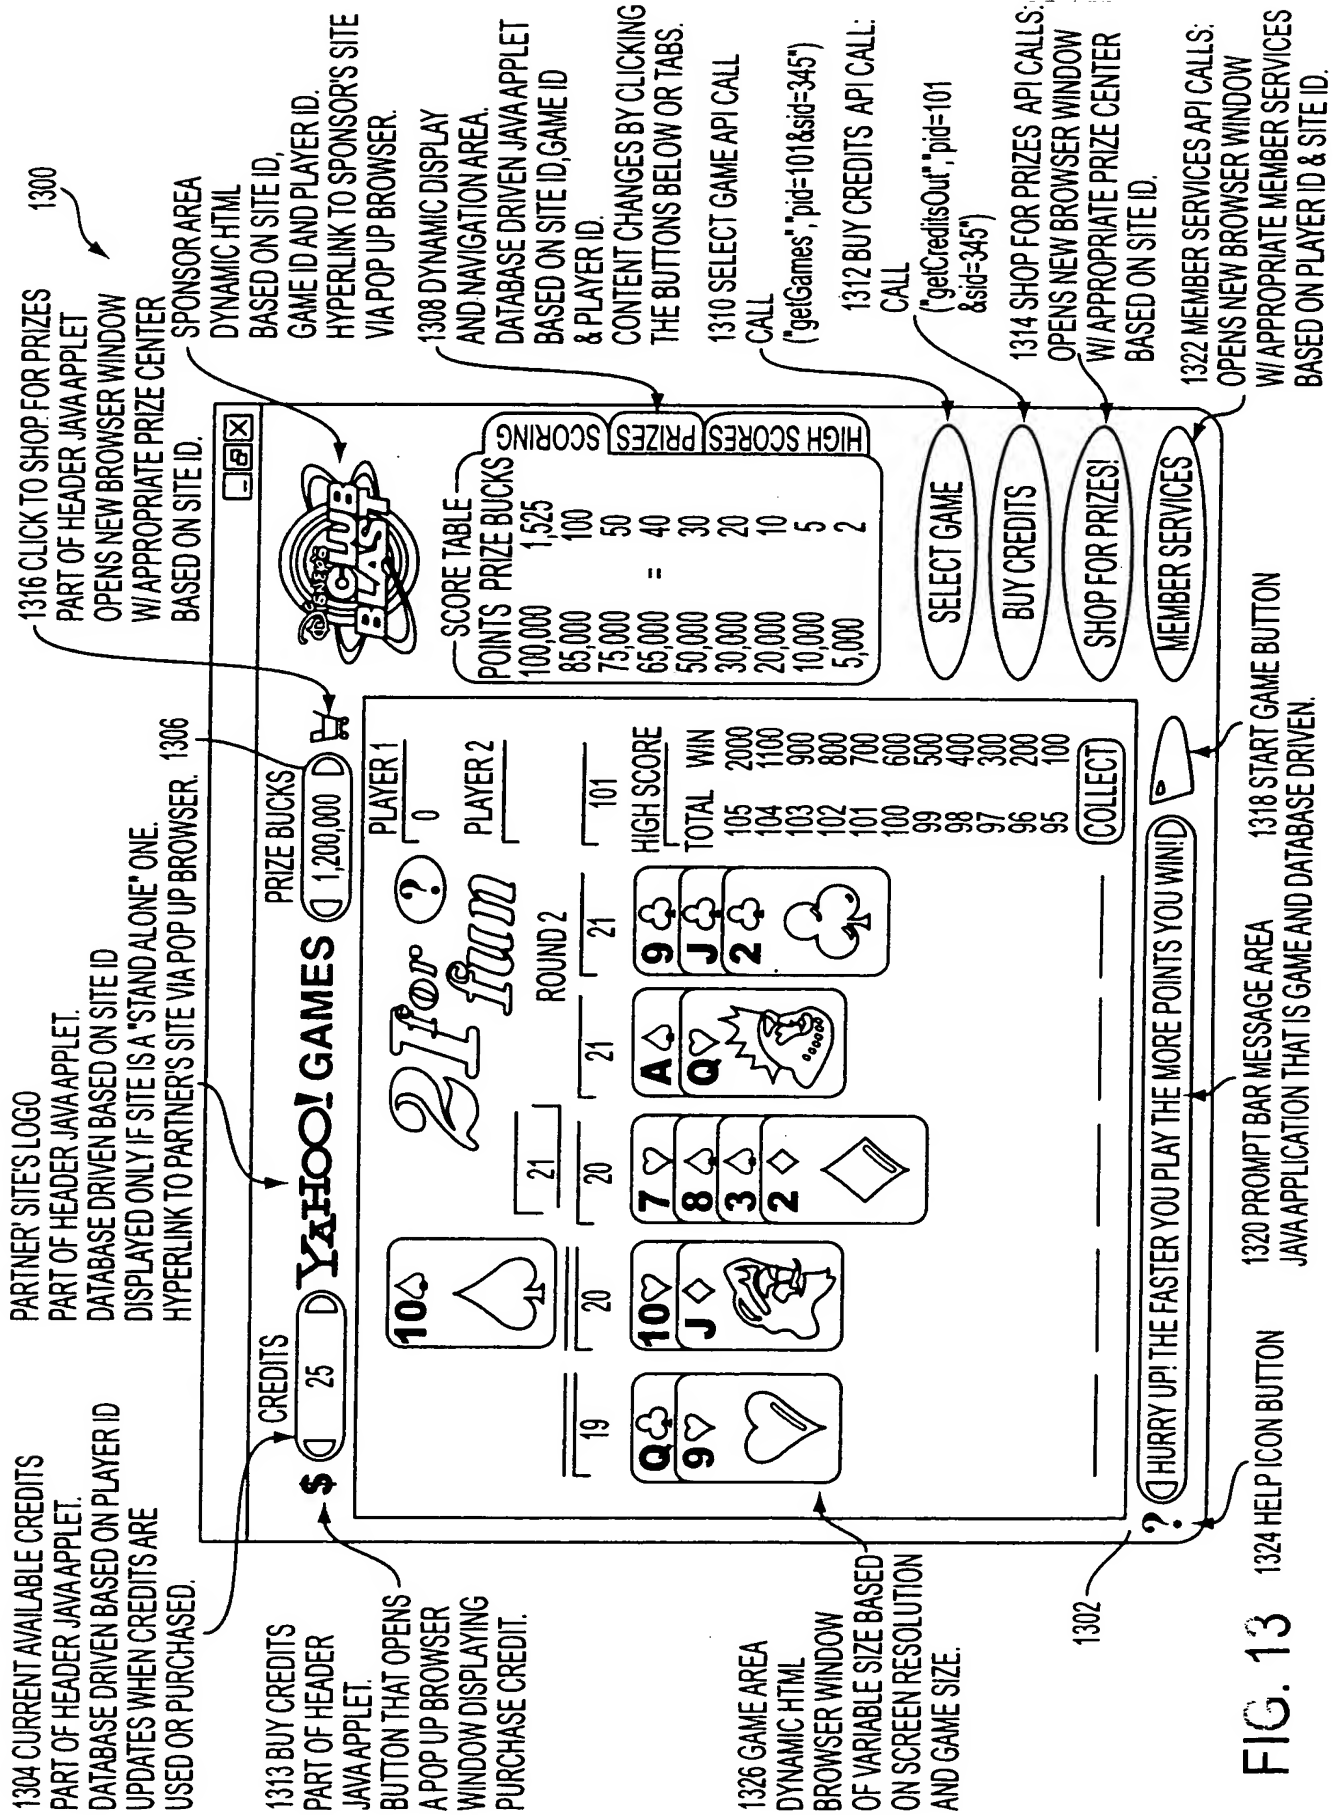 1304 CURRENT AVAILABLE CREDITS
PART OF HEADER JAVA APPLET.
DATABASE DRIVEN BASED ON PLAYER ID
UPDATES WHEN CREDITS ARE
USED OR PURCHASED.
PARTNER' SITE'S LOGO
PART OF HEADER JAVA APPLET.
DATABASE DRIVEN BASED ON SITE ID
DISPLAYED ONLY IF SITE IS A "STAND ALONE" ONE.
HYPERLINK TO PARTNER'S SITE VIA POP UP BROWSER.
1306
1316 CLICK TO SHOP FOR PRIZES
PART OF HEADER JAVA APPLET
OPENS NEW BROWSER WINDOW
W/ APPROPRIATE PRIZE CENTER
BASED ON SITE ID.
1300
SPONSOR AREA
DYNAMIC HTML
BASED ON SITE ID,
GAME ID AND PLAYER ID.
HYPERLINK TO SPONSOR'S SITE
VIA POP UP BROWSER.
1313 BUY CREDITS
PART OF HEADER
JAVA APPLET.
BUTTON THAT OPENS
A POP UP BROWSER
WINDOW DISPLAYING
PURCHASE CREDIT.
CREDITS
$ 25
YAHOO! GAMES
PRIZE BUCKS
1,200,000
DISNEY'S
CLUB
BLAST
1308 DYNAMIC DISPLAY
AND NAVIGATION AREA.
DATABASE DRIVEN JAVA APPLET
BASED ON SITE ID, GAME ID
& PLAYER ID.
CONTENT CHANGES BY CLICKING
THE BUTTONS BELOW OR TABS.
10
21 for fun
?
PLAYER 1
0
PLAYER 2
ROUND 2
21
19 20 20 21 21 101
Q 9
10 J
7 8 3 2
A Q
9 J 2
HIGH SCORE
TOTAL WIN
105 2000
104 1100
103 900
102 800
101 700
100 600
99 500
98 400
97 300
96 200
95 100
COLLECT
SCORE TABLE
POINTS PRIZE BUCKS
100,000 1,525
85,000 100
75,000 50
65,000 = 40
50,000 30
30,000 20
20,000 10
10,000 5
5,000 2
SCORING
PRIZES
HIGH SCORES
SELECT GAME
BUY CREDITS
SHOP FOR PRIZES!
MEMBER SERVICES
1310 SELECT GAME API CALL
CALL
("getGames","pid=101&sid=345")
1312 BUY CREDITS API CALL:
CALL
("getCreditsOut","pid=101
&sid=345")
1314 SHOP FOR PRIZES API CALLS:
OPENS NEW BROWSER WINDOW
W/ APPROPRIATE PRIZE CENTER
BASED ON SITE ID.
1322 MEMBER SERVICES API CALLS:
OPENS NEW BROWSER WINDOW
W/ APPROPRIATE MEMBER SERVICES
BASED ON PLAYER ID & SITE ID.
1326 GAME AREA
DYNAMIC HTML
BROWSER WINDOW
OF VARIABLE SIZE BASED
ON SCREEN RESOLUTION
AND GAME SIZE.
1302
?
HURRY UP! THE FASTER YOU PLAY THE MORE POINTS YOU WIN!
1324 HELP ICON BUTTON
1320 PROMPT BAR MESSAGE AREA
JAVA APPLICATION THAT IS GAME AND DATABASE DRIVEN.
1318 START GAME BUTTON
FIG. 13